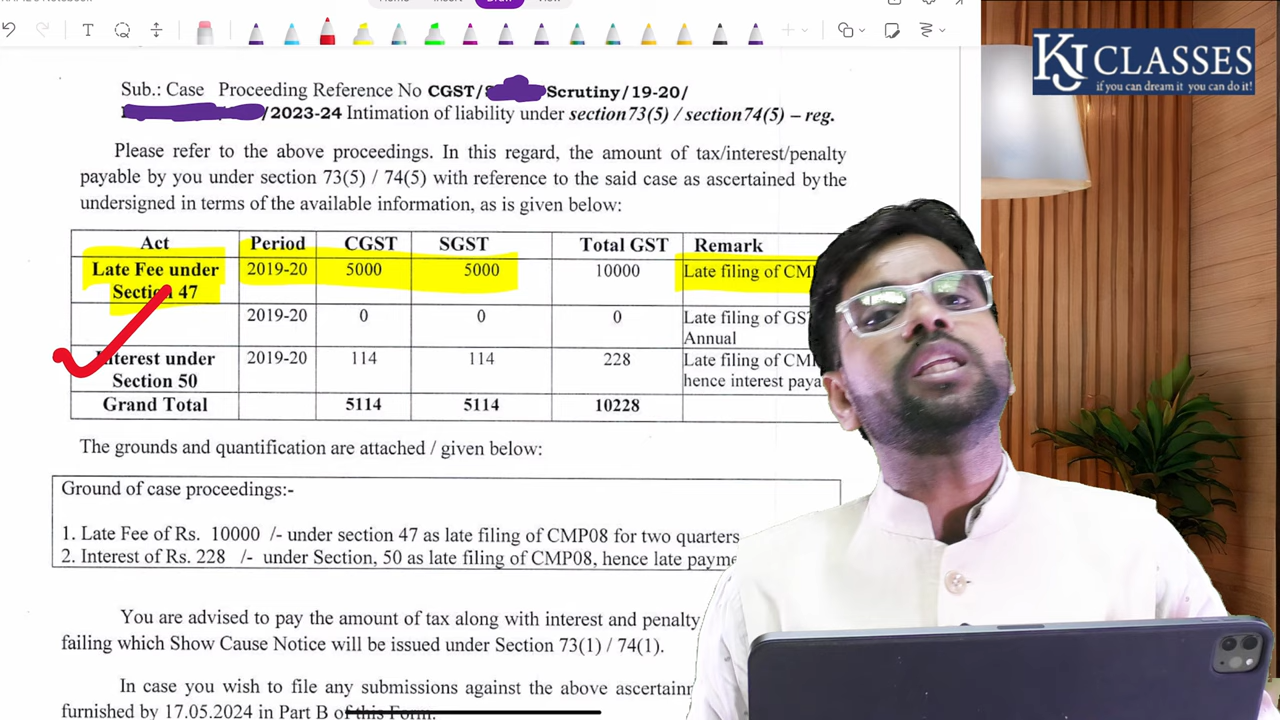 Draw
KJ CLASSES
if you can dream it you can do it!
Sub.: Case Proceeding Reference No CGST/ Scrutiny/19-20/
/2023-24 Intimation of liability under section 73(5) / section 74(5) – reg.
Please refer to the above proceedings. In this regard, the amount of tax/interest/penalty
payable by you under section 73(5) / 74(5) with reference to the said case as ascertained by the
undersigned in terms of the available information, as is given below:
Act Period CGST SGST Total GST Remark
Late Fee under Section 47 2019-20 5000 5000 10000 Late filing of
2019-20 0 0 0 Late filing of
Annual
Interest under Section 50 2019-20 114 114 228 Late filing of
hence interest
Grand Total 5114 5114 10228
The grounds and quantification are attached / given below:
Ground of case proceedings:-
1. Late Fee of Rs. 10000 /- under section 47 as late filing of CMP08 for two quarters
2. Interest of Rs. 228 /- under Section, 50 as late filing of CMP08, hence late
You are advised to pay the amount of tax along with interest and penalty
failing which Show Cause Notice will be issued under Section 73(1) / 74(1).
In case you wish to file any submissions against the above
furnished by 17.05.2024 in Part B of this Form.